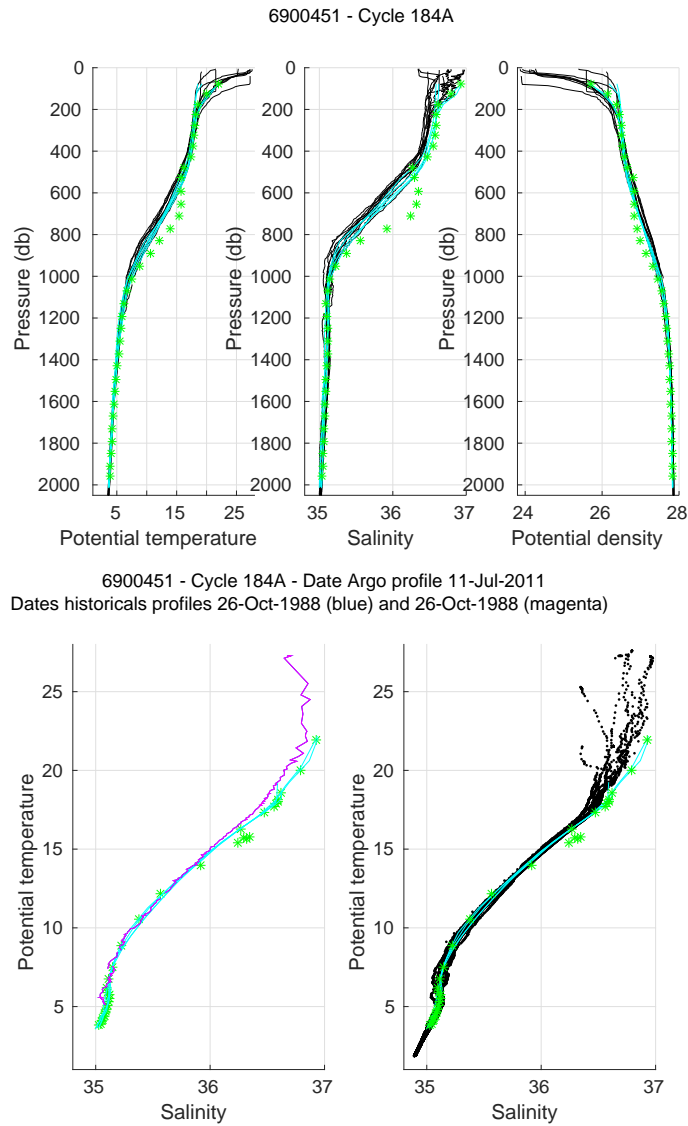 6900451 - Cycle 184A
0
200
400
600
800
1000
1200
1400
1600
1800
2000
5 15 25
Pressure (db)
Potential temperature
0
200
400
600
800
1000
1200
1400
1600
1800
2000
35 36 37
Pressure (db)
Salinity
0
200
400
600
800
1000
1200
1400
1600
1800
2000
24 26 28
Pressure (db)
Potential density
6900451 - Cycle 184A - Date Argo profile 11-Jul-2011
Dates historicals profiles 26-Oct-1988 (blue) and 26-Oct-1988 (magenta)
25
20
15
10
5
35 36 37
Potential temperature
Salinity
25
20
15
10
5
35 36 37
Potential temperature
Salinity